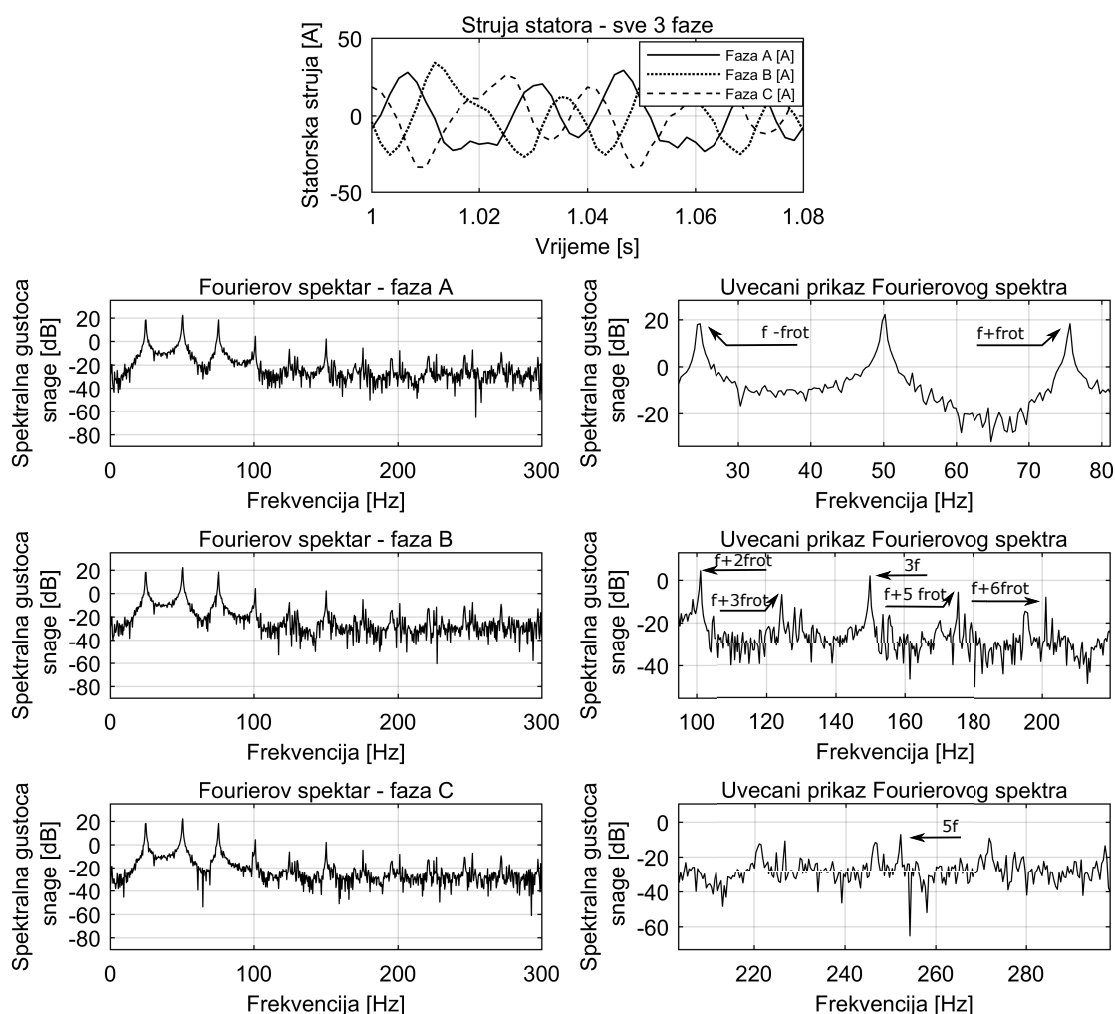 Struja statora - sve 3 faze
Statorska struja [A]
50
0
-50
Faza A [A]
Faza B [A]
Faza C [A]
1 1.02 1.04 1.06 1.08
Vrijeme [s]
Fourierov spektar - faza A
Spektralna gustoca
snage [dB]
20
0
-20
-40
-60
-80
0 100 200 300
Frekvencija [Hz]
Uvecani prikaz Fourierovog spektra
Spektralna gustoca
snage [dB]
20
0
-20
f -frot
f+frot
30 40 50 60 70 80
Frekvencija [Hz]
Fourierov spektar - faza B
Spektralna gustoca
snage [dB]
20
0
-20
-40
-60
-80
0 100 200 300
Frekvencija [Hz]
Uvecani prikaz Fourierovog spektra
Spektralna gustoca
snage [dB]
0
-20
-40
f+2frot
f+3frot
3f
f+5 frot
f+6frot
100 120 140 160 180 200
Frekvencija [Hz]
Fourierov spektar - faza C
Spektralna gustoca
snage [dB]
20
0
-20
-40
-60
-80
0 100 200 300
Frekvencija [Hz]
Uvecani prikaz Fourierovog spektra
Spektralna gustoca
snage [dB]
0
-20
-40
-60
5f
220 240 260 280
Frekvencija [Hz]